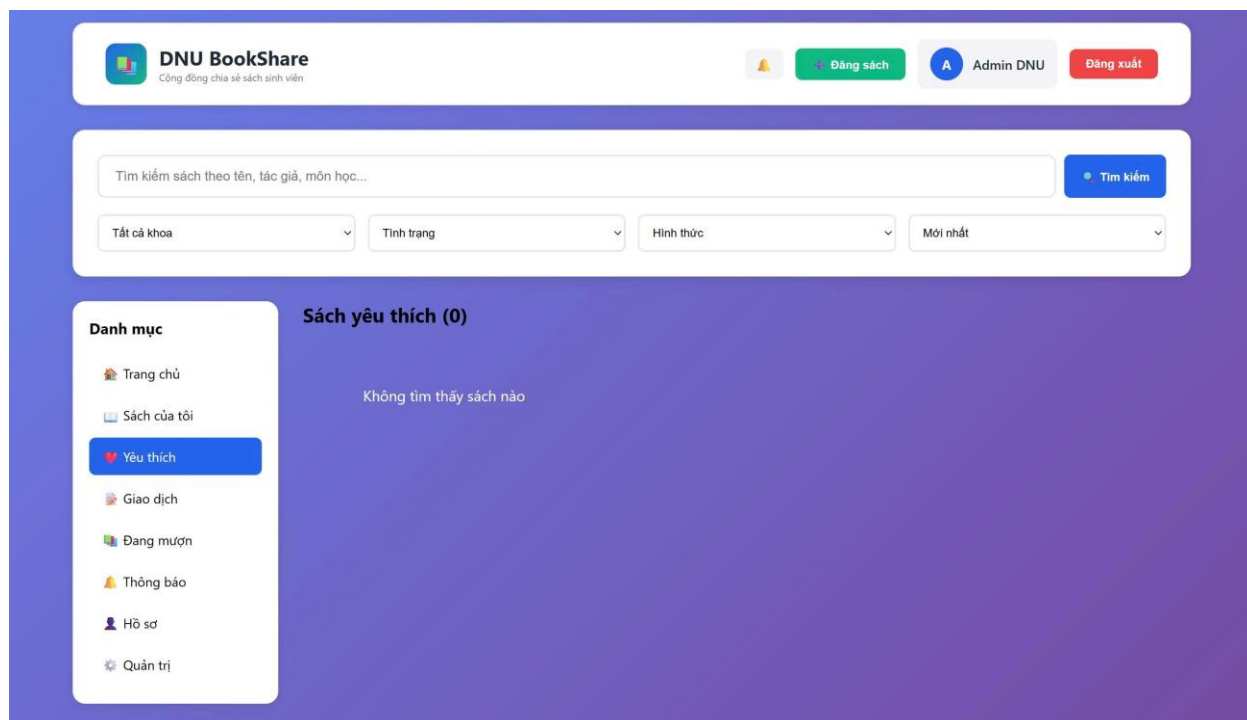 DNU BookShare
Cộng đồng chia sẻ sách sinh viên
Đăng sách
A
Admin DNU
Đăng xuất
Tìm kiếm sách theo tên, tác giả, môn học...
Tìm kiếm
Tất cả khoa
Tình trạng
Hình thức
Mới nhất
Danh mục
Trang chủ
Sách của tôi
Yêu thích
Giao dịch
Đang mượn
Thông báo
Hồ sơ
Quản trị
Sách yêu thích (0)
Không tìm thấy sách nào